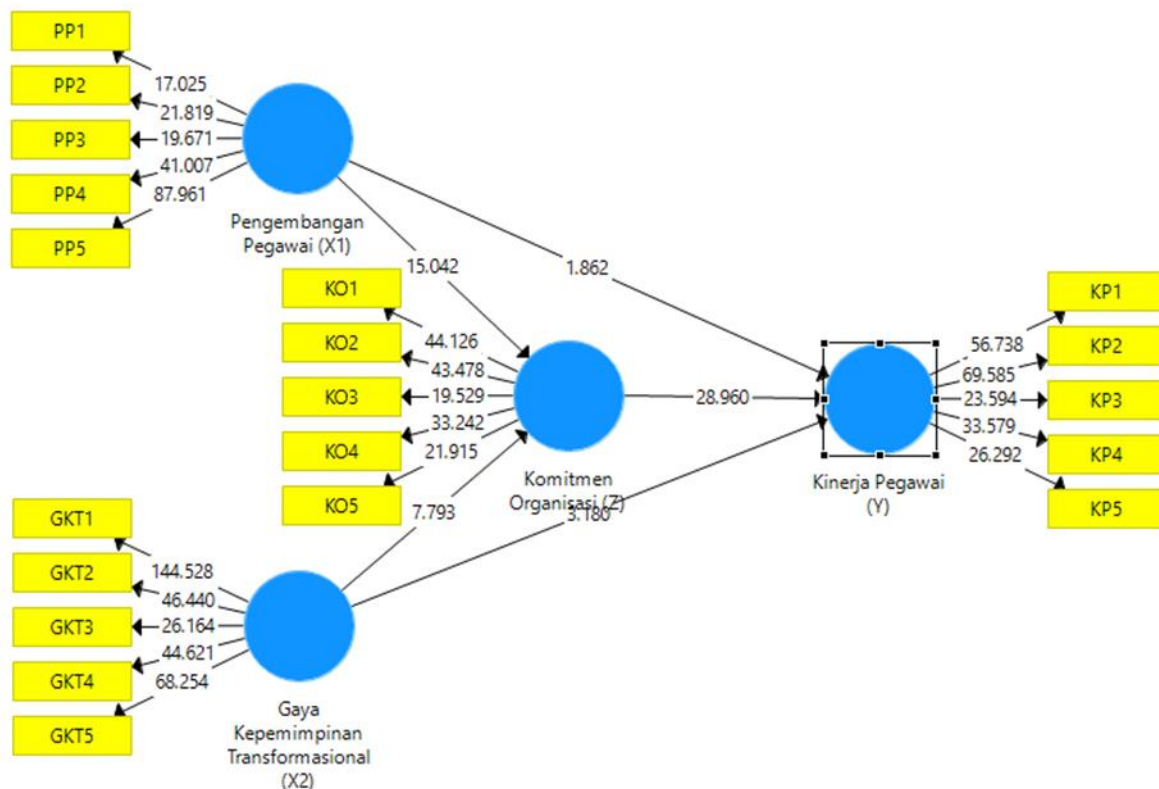 PP1
PP2
PP3
PP4
PP5
17.025
21.819
19.671
41.007
87.961
Pengembangan
Pegawai (X1)
15.042
1.862
KO1
KO2
KO3
KO4
KO5
44.126
43.478
19.529
33.242
21.915
Komitmen
Organisasi (Z)
28.960
7.793
3.180
KP1
KP2
KP3
KP4
KP5
56.738
69.585
23.594
33.579
26.292
Kinerja Pegawai
(Y)
GKT1
GKT2
GKT3
GKT4
GKT5
144.528
46.440
26.164
44.621
68.254
Gaya
Kepemimpinan
Transformasional
(X2)